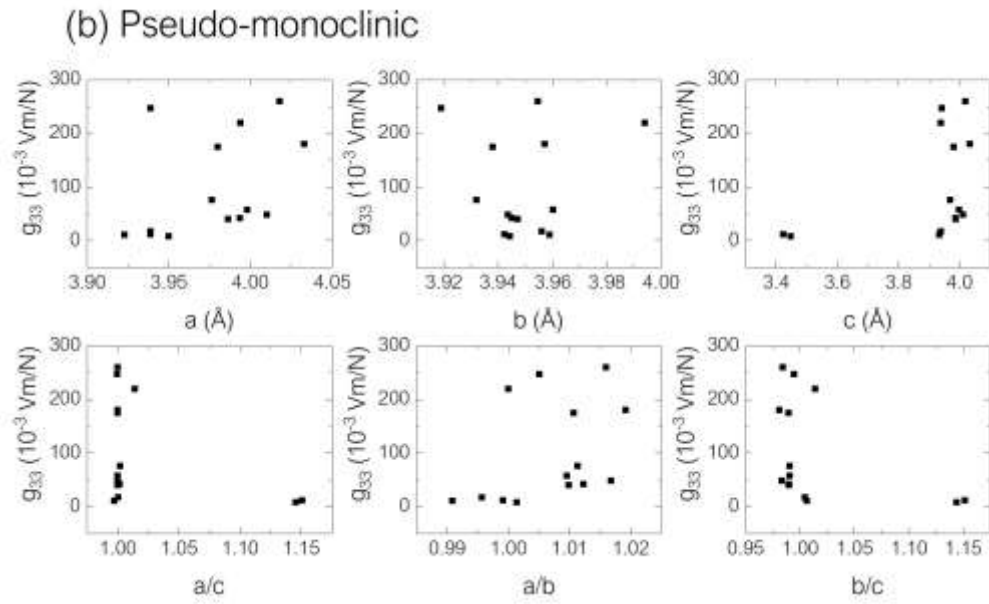 (b) Pseudo-monoclinic
300
200
100
0
g₃₃ (10⁻³ Vm/N)
3.90 3.95 4.00 4.05
a (Å)
300
200
100
0
g₃₃ (10⁻³ Vm/N)
3.92 3.94 3.96 3.98 4.00
b (Å)
300
200
100
0
g₃₃ (10⁻³ Vm/N)
3.4 3.6 3.8 4.0
c (Å)
300
200
100
0
g₃₃ (10⁻³ Vm/N)
1.00 1.05 1.10 1.15
a/c
300
200
100
0
g₃₃ (10⁻³ Vm/N)
0.99 1.00 1.01 1.02
a/b
300
200
100
0
g₃₃ (10⁻³ Vm/N)
0.95 1.00 1.05 1.10 1.15
b/c